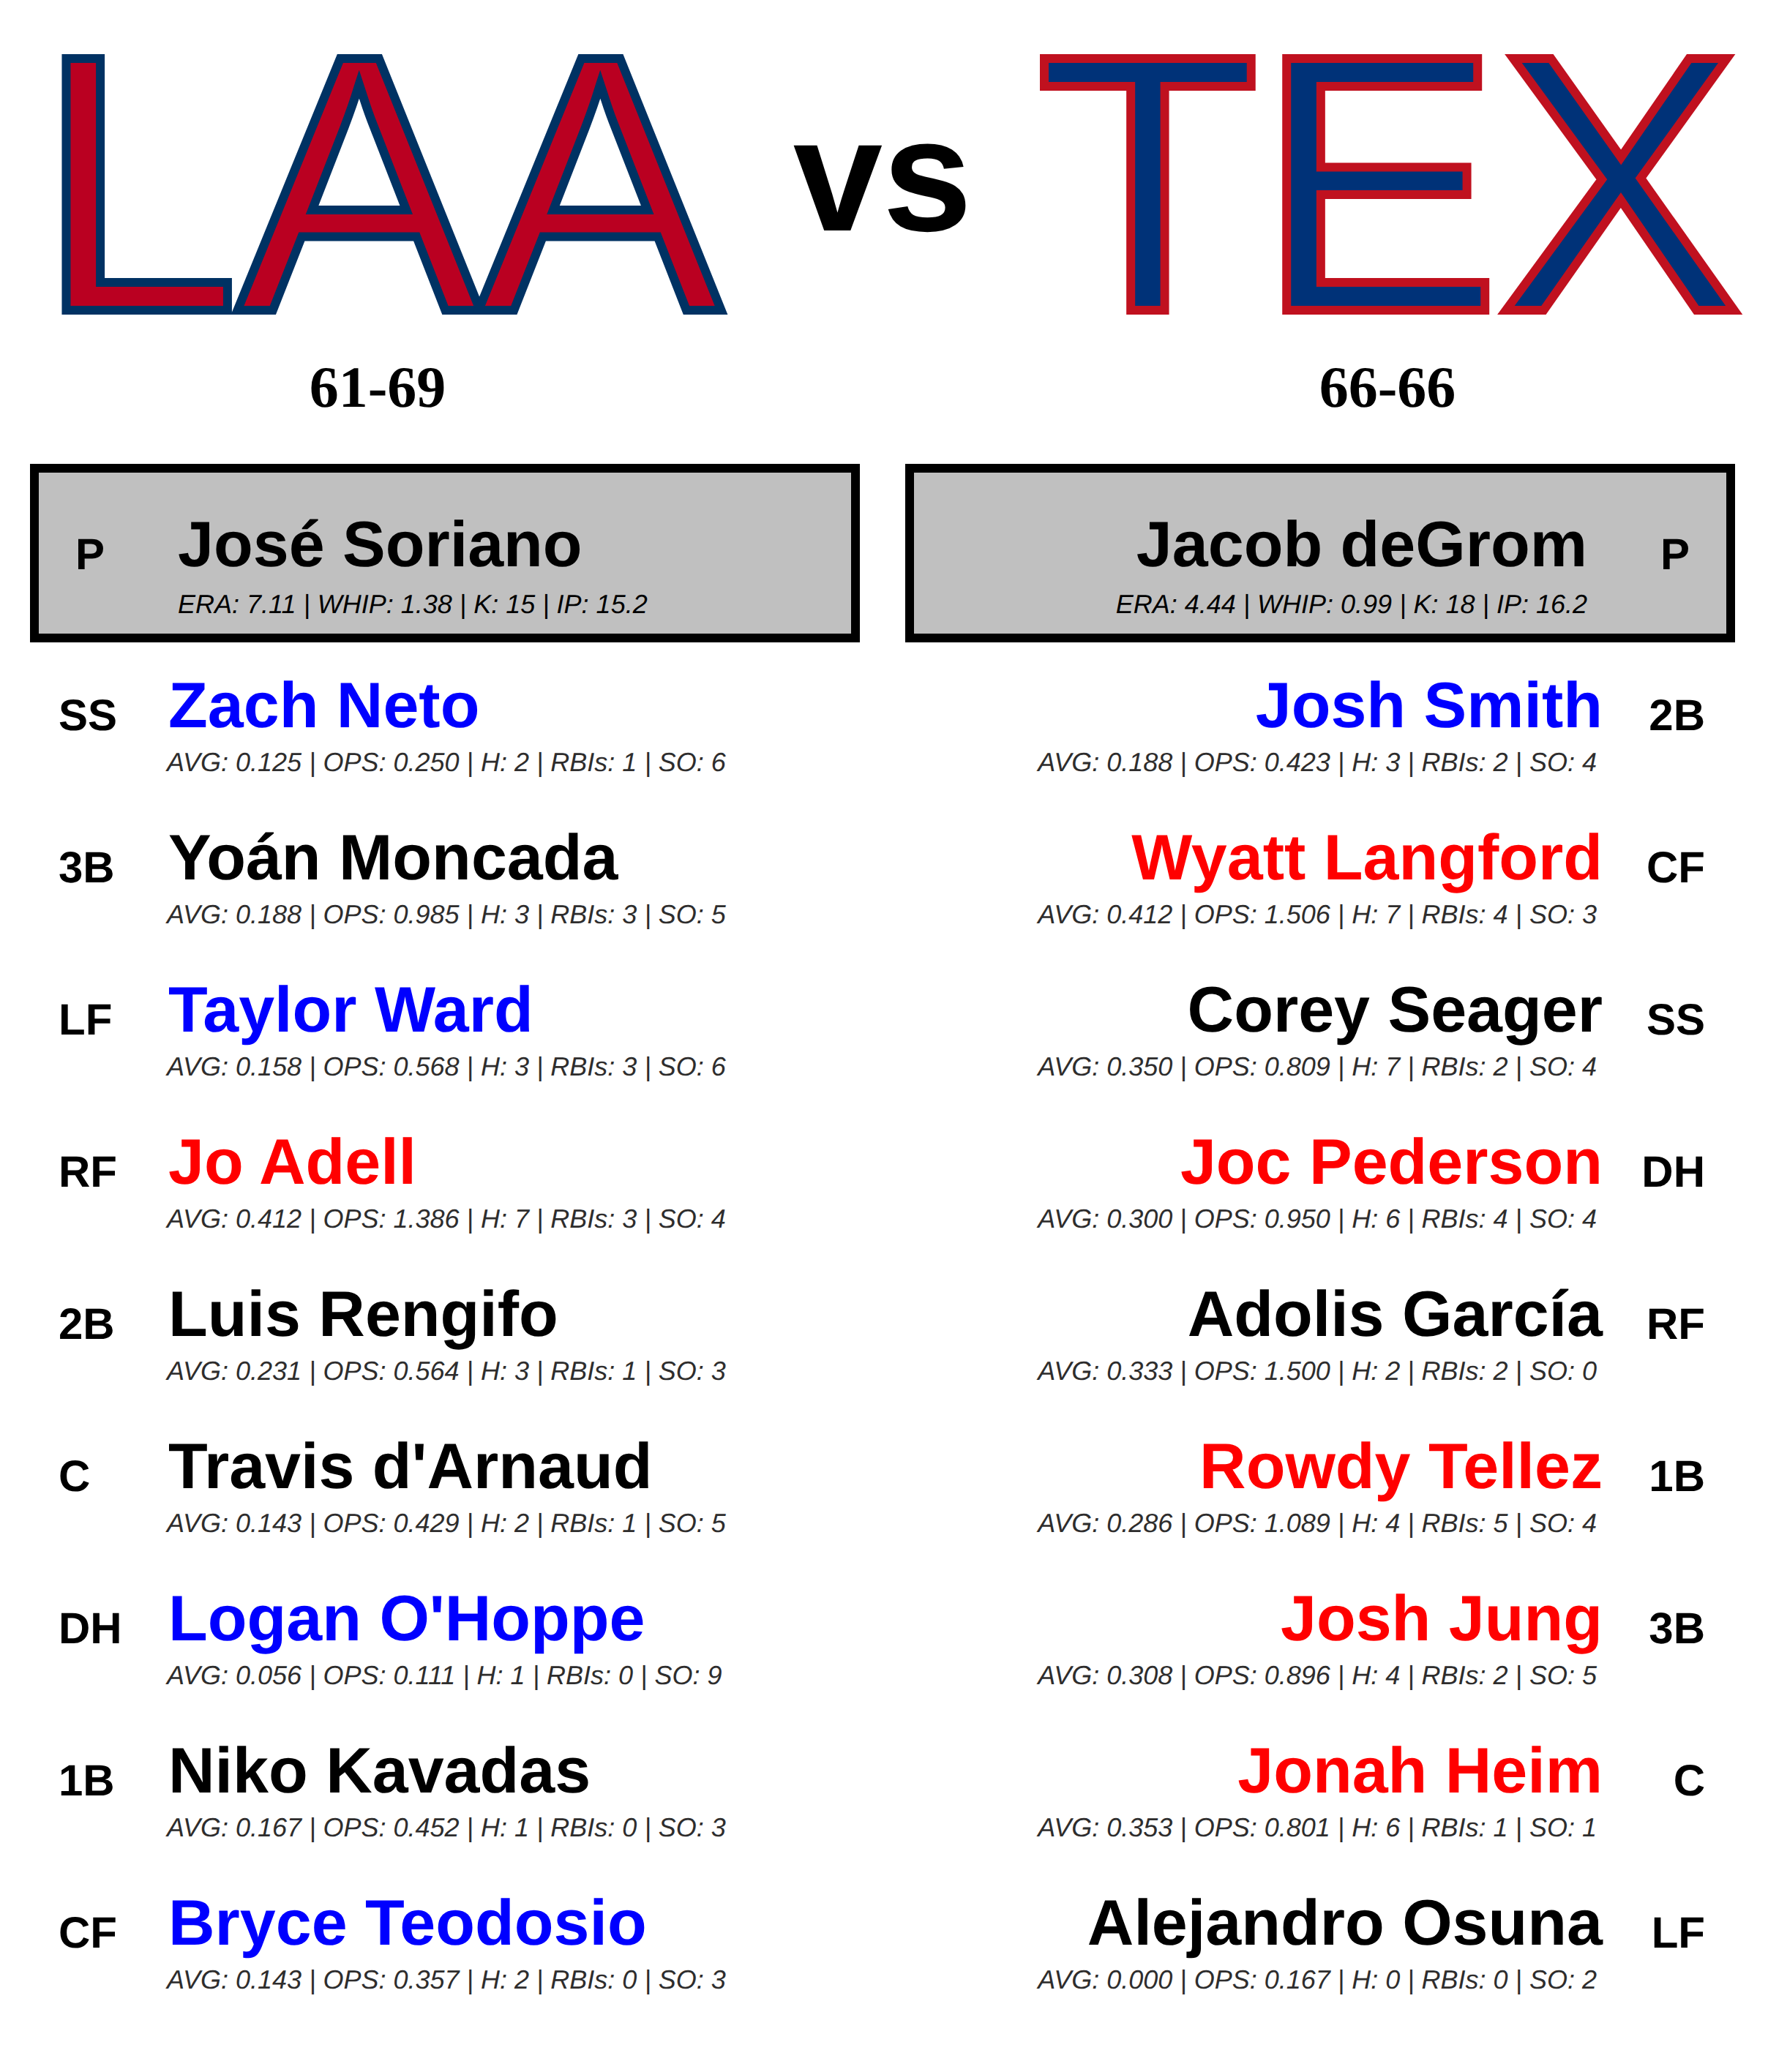 LAA vs TEX
61-69
66-66
P José Soriano
ERA: 7.11 | WHIP: 1.38 | K: 15 | IP: 15.2
Jacob deGrom P
ERA: 4.44 | WHIP: 0.99 | K: 18 | IP: 16.2
SS Zach Neto
AVG: 0.125 | OPS: 0.250 | H: 2 | RBIs: 1 | SO: 6
3B Yoán Moncada
AVG: 0.188 | OPS: 0.985 | H: 3 | RBIs: 3 | SO: 5
LF Taylor Ward
AVG: 0.158 | OPS: 0.568 | H: 3 | RBIs: 3 | SO: 6
RF Jo Adell
AVG: 0.412 | OPS: 1.386 | H: 7 | RBIs: 3 | SO: 4
2B Luis Rengifo
AVG: 0.231 | OPS: 0.564 | H: 3 | RBIs: 1 | SO: 3
C Travis d'Arnaud
AVG: 0.143 | OPS: 0.429 | H: 2 | RBIs: 1 | SO: 5
DH Logan O'Hoppe
AVG: 0.056 | OPS: 0.111 | H: 1 | RBIs: 0 | SO: 9
1B Niko Kavadas
AVG: 0.167 | OPS: 0.452 | H: 1 | RBIs: 0 | SO: 3
CF Bryce Teodosio
AVG: 0.143 | OPS: 0.357 | H: 2 | RBIs: 0 | SO: 3
Josh Smith 2B
AVG: 0.188 | OPS: 0.423 | H: 3 | RBIs: 2 | SO: 4
Wyatt Langford CF
AVG: 0.412 | OPS: 1.506 | H: 7 | RBIs: 4 | SO: 3
Corey Seager SS
AVG: 0.350 | OPS: 0.809 | H: 7 | RBIs: 2 | SO: 4
Joc Pederson DH
AVG: 0.300 | OPS: 0.950 | H: 6 | RBIs: 4 | SO: 4
Adolis García RF
AVG: 0.333 | OPS: 1.500 | H: 2 | RBIs: 2 | SO: 0
Rowdy Tellez 1B
AVG: 0.286 | OPS: 1.089 | H: 4 | RBIs: 5 | SO: 4
Josh Jung 3B
AVG: 0.308 | OPS: 0.896 | H: 4 | RBIs: 2 | SO: 5
Jonah Heim C
AVG: 0.353 | OPS: 0.801 | H: 6 | RBIs: 1 | SO: 1
Alejandro Osuna LF
AVG: 0.000 | OPS: 0.167 | H: 0 | RBIs: 0 | SO: 2